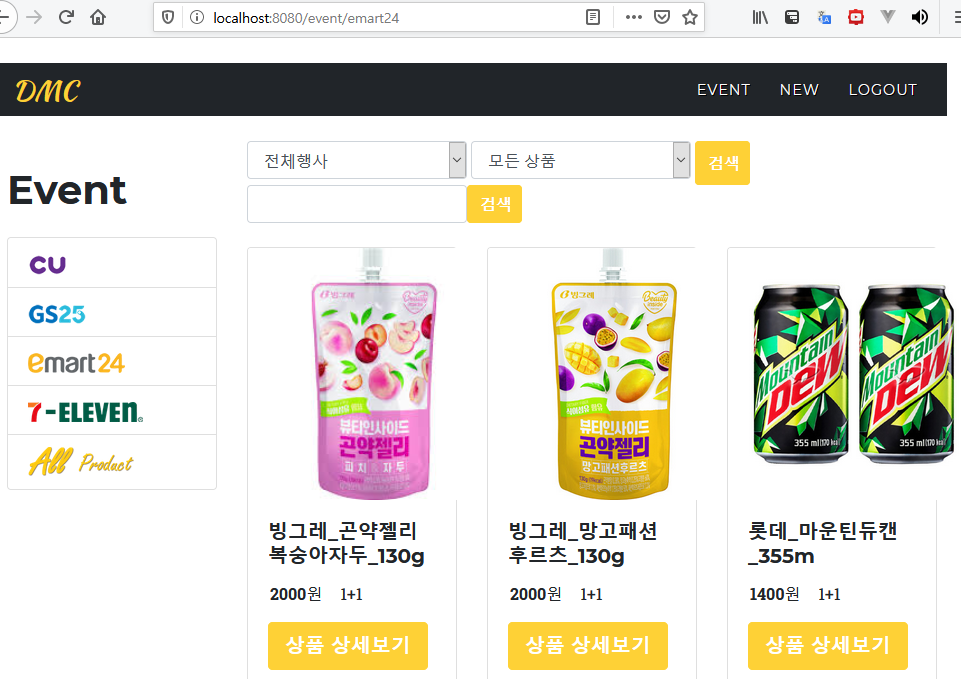 localhost:8080/event/emart24
DMC
EVENT NEW LOGOUT
Event
CU
GS25
emart24
7-ELEVEN
All Product
전체행사 모든 상품 검색
검색
빙그레
Beauty inside
뷰티인사이드
곤약젤리
피치&자두
빙그레
Beauty inside
뷰티인사이드
곤약젤리
망고패션후르츠
Mountain DEW
355 ml(170 kcal)
Mountain DEW
355 ml(170 kcal)
빙그레_곤약젤리
복숭아자두_130g
2000원 1+1
상품 상세보기
빙그레_망고패션
후르츠_130g
2000원 1+1
상품 상세보기
롯데_마운틴듀캔
_355m
1400원 1+1
상품 상세보기